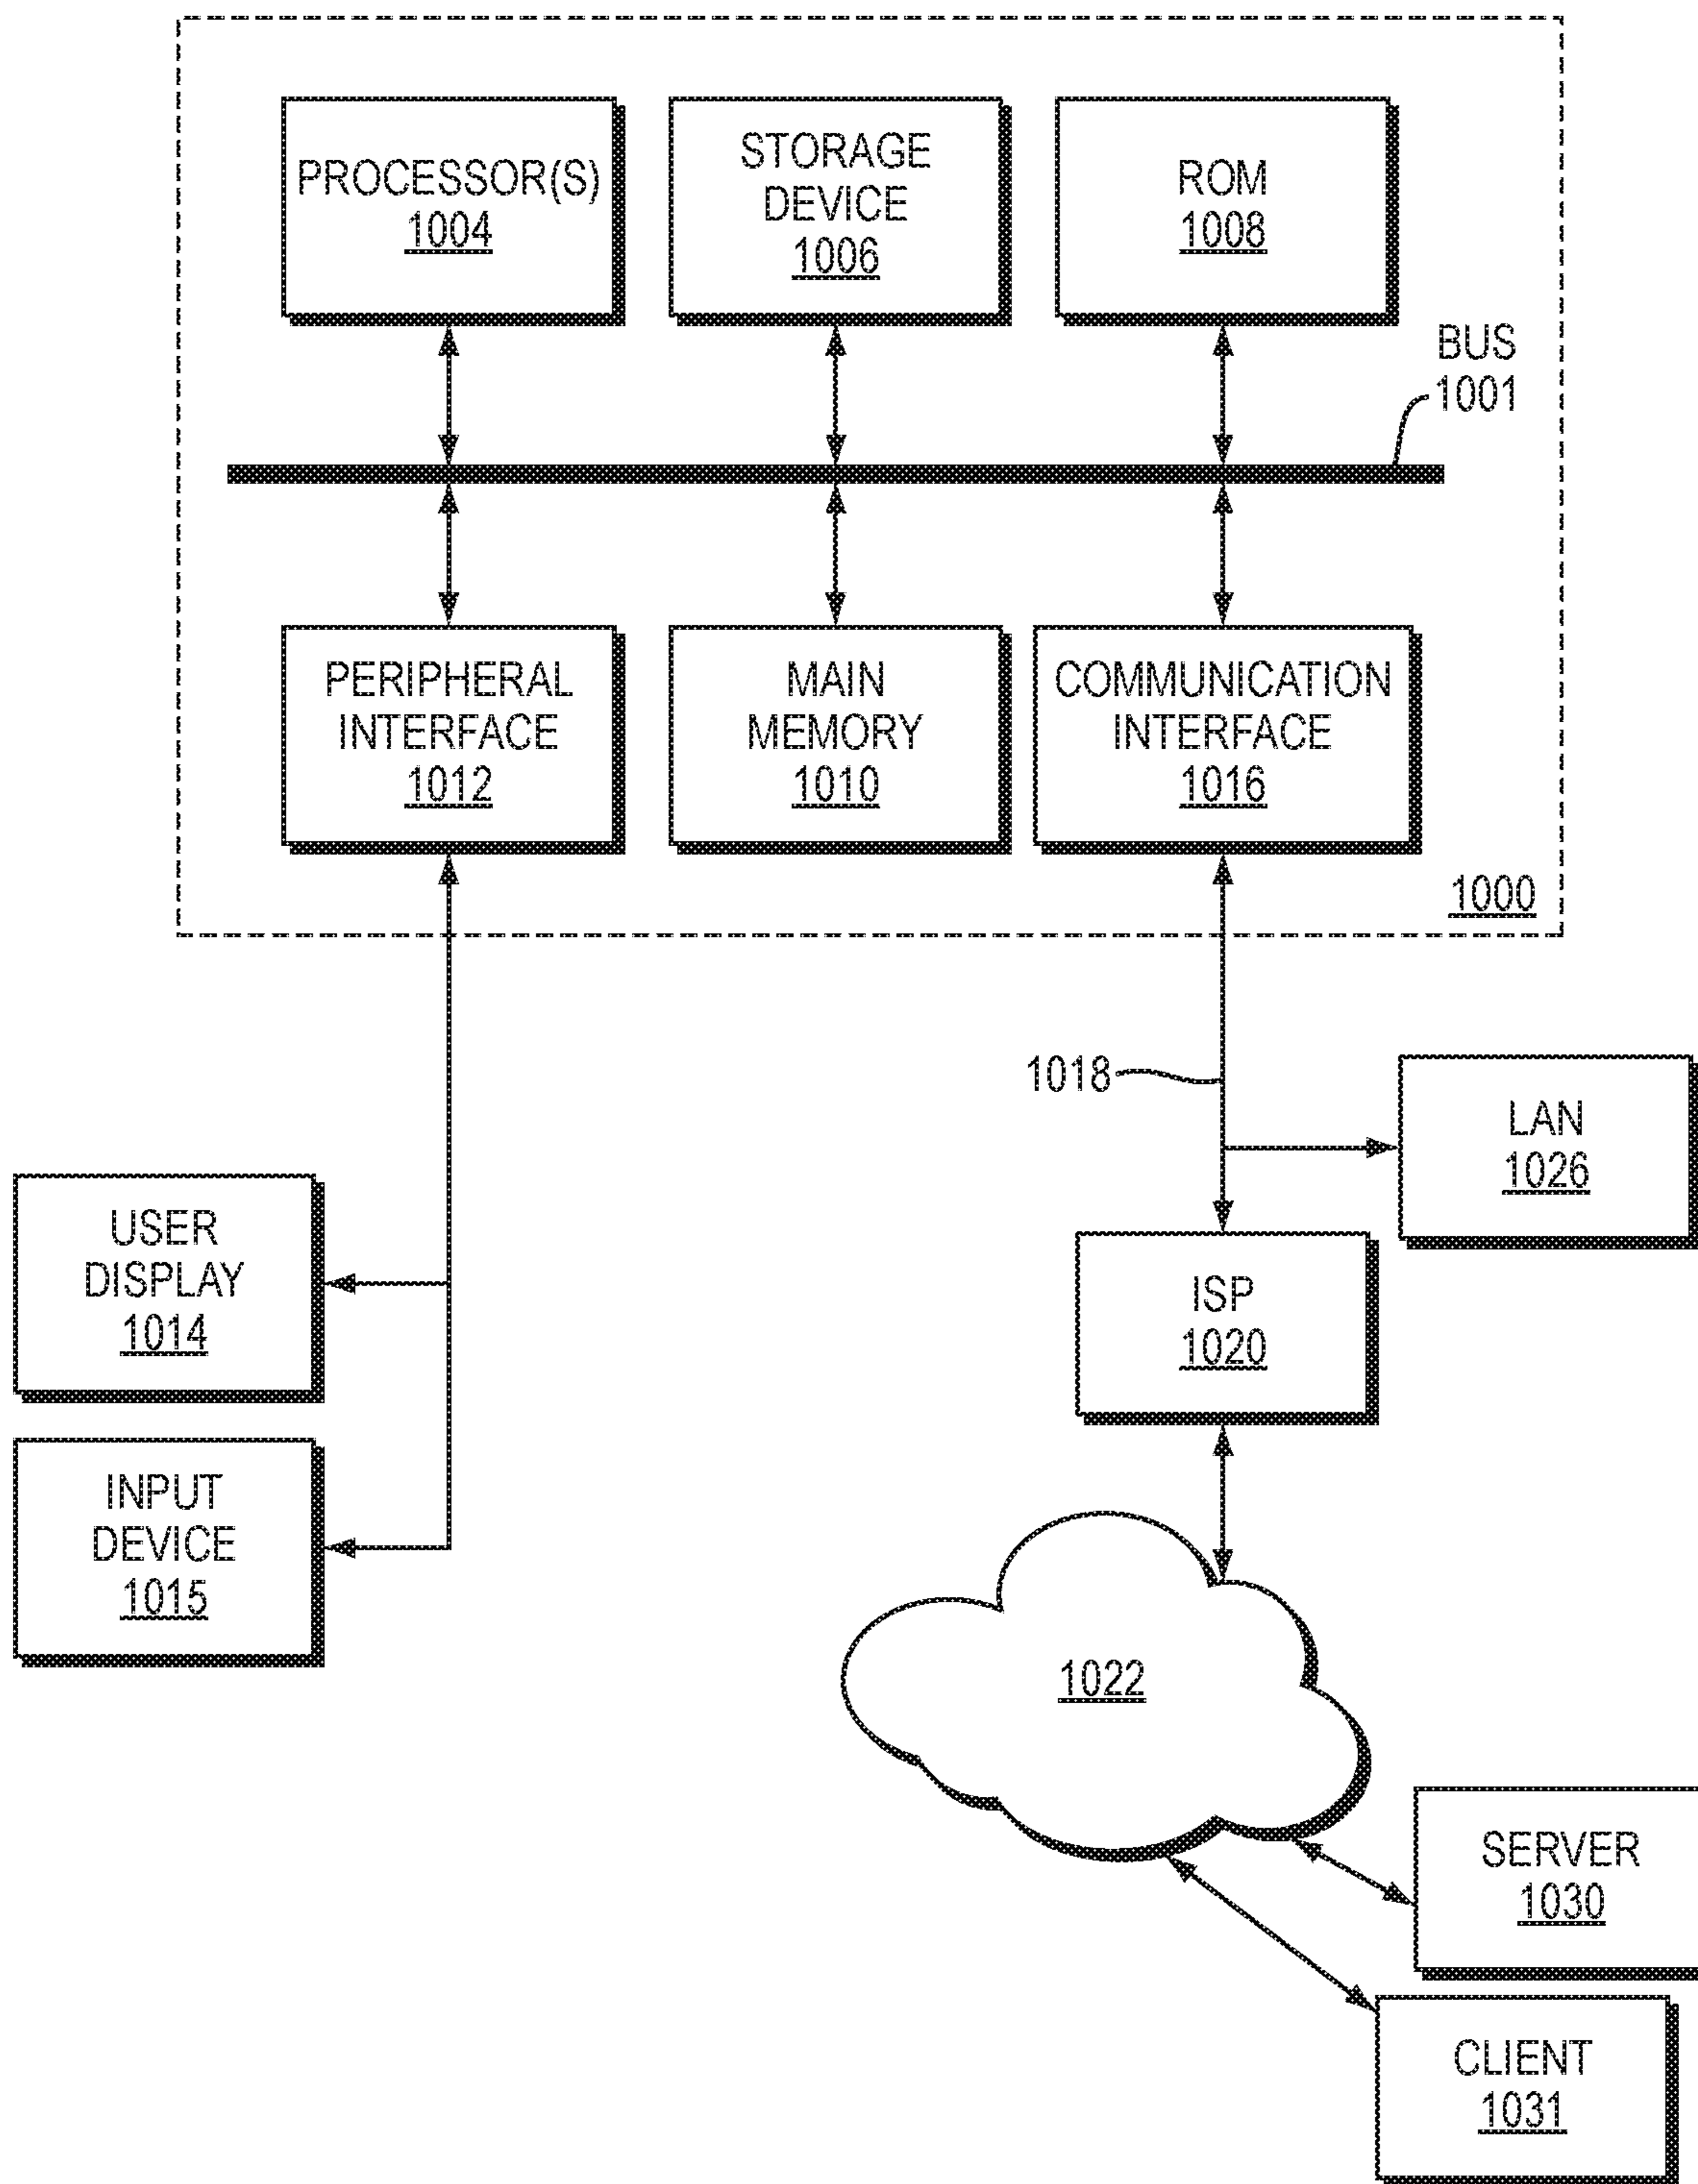 PROCESSOR(S)
1004
STORAGE
DEVICE
1006
ROM
1008
BUS
1001
PERIPHERAL
INTERFACE
1012
MAIN
MEMORY
1010
COMMUNICATION
INTERFACE
1016
1000
1018
LAN
1026
USER
DISPLAY
1014
ISP
1020
INPUT
DEVICE
1015
1022
SERVER
1030
CLIENT
1031